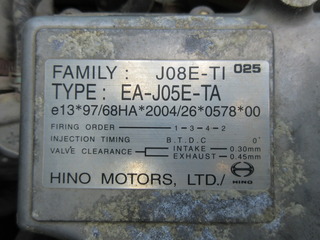 FAMILY : J08E-TI 025
TYPE : EA-J05E-TA
e13*97/68HA*2004/26*0578*00
FIRING ORDER 1-3-4-2
INJECTION TIMING B.T.D.C 0°
VALVE CLEARANCE INTAKE 0.30mm
EXHAUST 0.45mm
HINO MOTORS, LTD. HINO